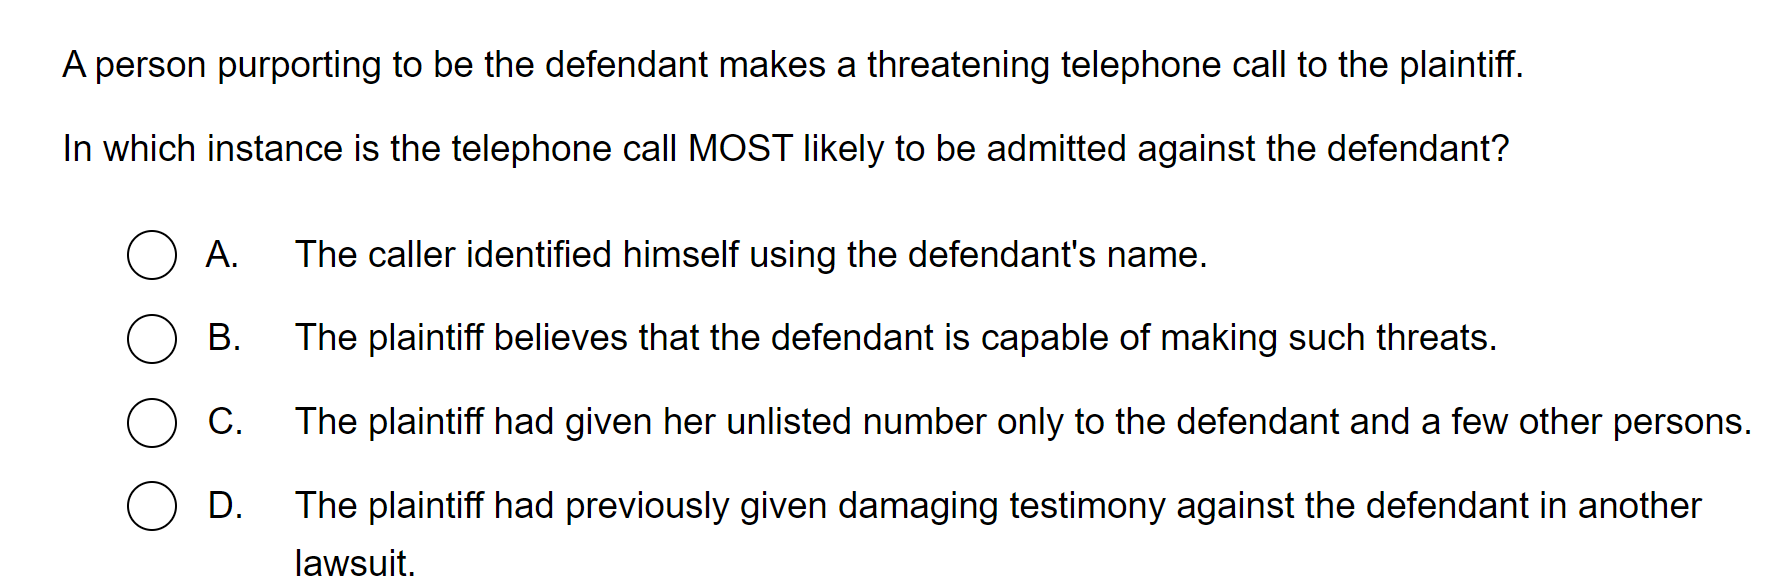 A person purporting to be the defendant makes a threatening telephone call to the plaintiff.
In which instance is the telephone call MOST likely to be admitted against the defendant?
A. The caller identified himself using the defendant's name.
B. The plaintiff believes that the defendant is capable of making such threats.
C. The plaintiff had given her unlisted number only to the defendant and a few other persons.
D. The plaintiff had previously given damaging testimony against the defendant in another
lawsuit.